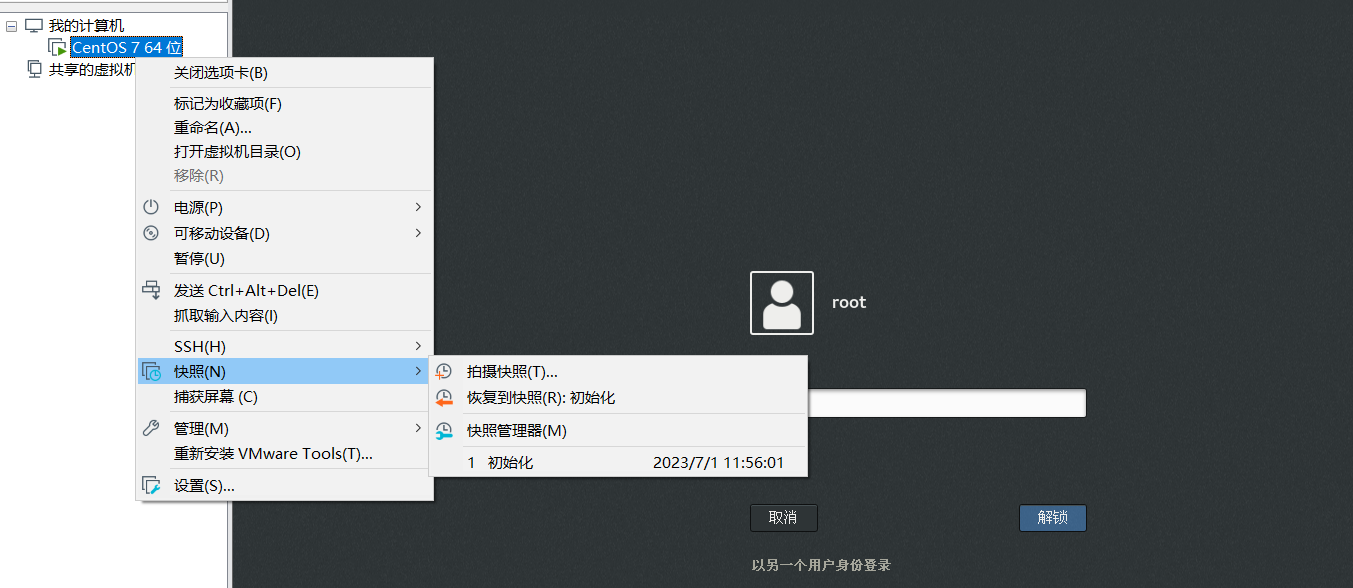 我的计算机
CentOS 7 64 位
共享的虚拟机
关闭选项卡(B)
标记为收藏项(F)
重命名(A)...
打开虚拟机目录(O)
移除(R)
电源(P)
可移动设备(D)
暂停(U)
发送 Ctrl+Alt+Del(E)
抓取输入内容(I)
SSH(H)
快照(N)
捕获屏幕 (C)
管理(M)
重新安装 VMware Tools(T)...
设置(S)...
拍摄快照(T)...
恢复到快照(R): 初始化
快照管理器(M)
1 初始化 2023/7/1 11:56:01
root
取消
解锁
以另一个用户身份登录